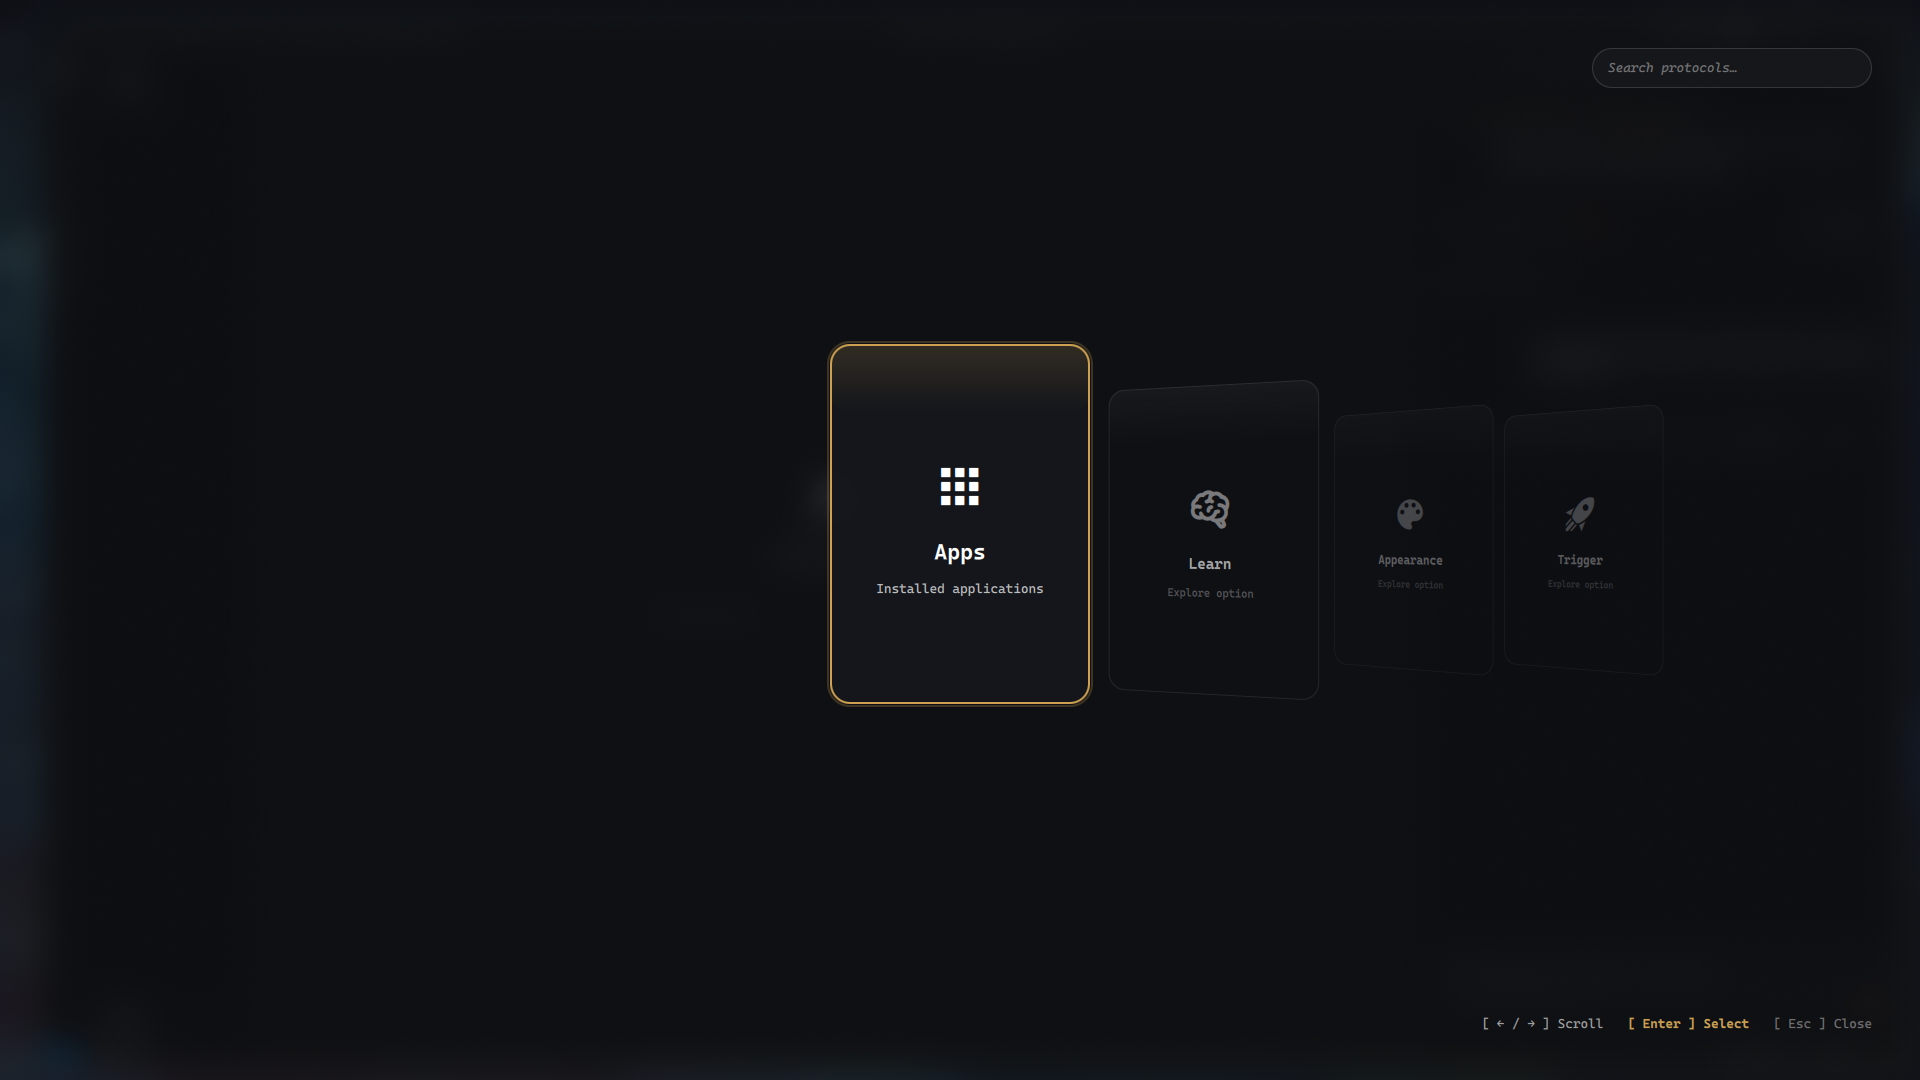 Search protocols…
Apps
Installed applications
Learn
Explore option
Appearance
Explore option
Trigger
Explore option
[ ← / → ] Scroll [ Enter ] Select [ Esc ] Close